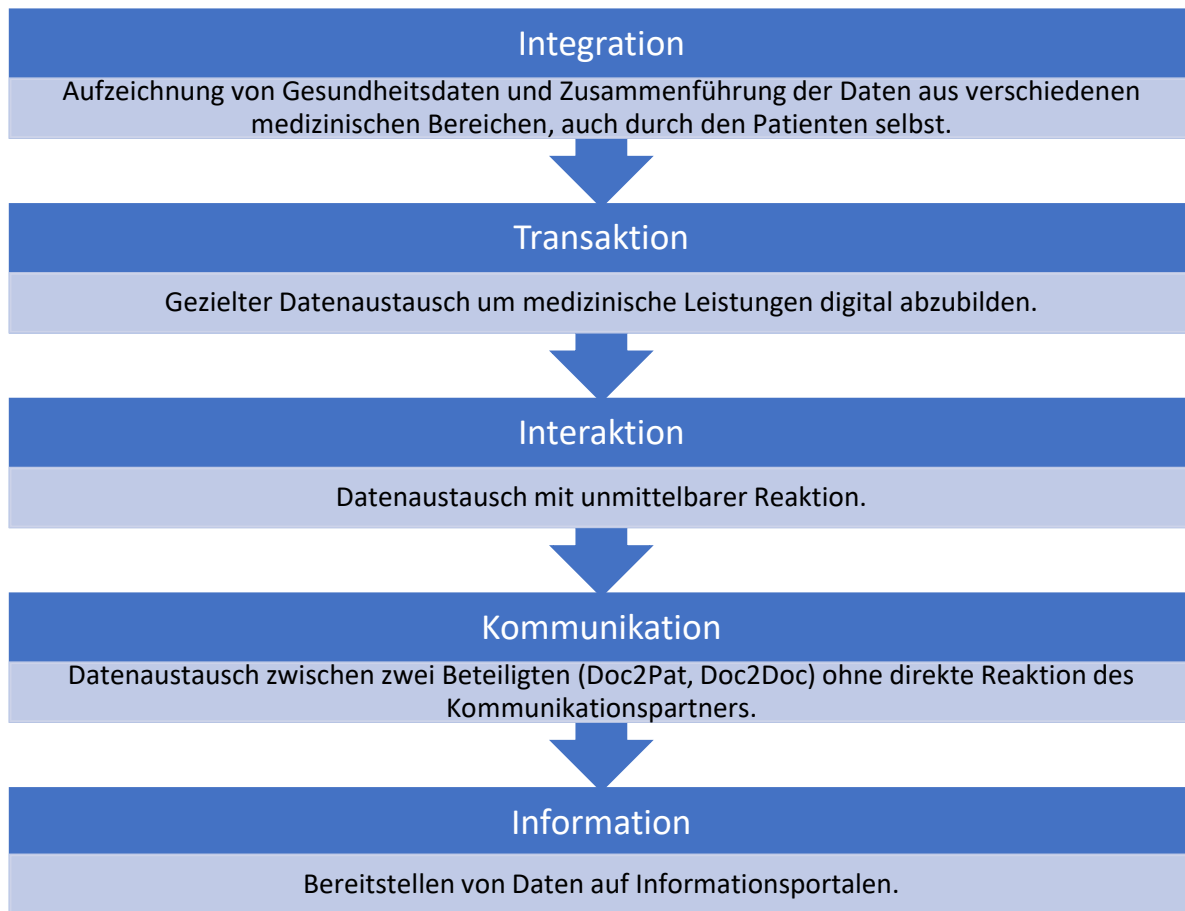 Integration
Aufzeichnung von Gesundheitsdaten und Zusammenführung der Daten aus verschiedenen
medizinischen Bereichen, auch durch den Patienten selbst.
Transaktion
Gezielter Datenaustausch um medizinische Leistungen digital abzubilden.
Interaktion
Datenaustausch mit unmittelbarer Reaktion.
Kommunikation
Datenaustausch zwischen zwei Beteiligten (Doc2Pat, Doc2Doc) ohne direkte Reaktion des
Kommunikationspartners.
Information
Bereitstellen von Daten auf Informationsportalen.